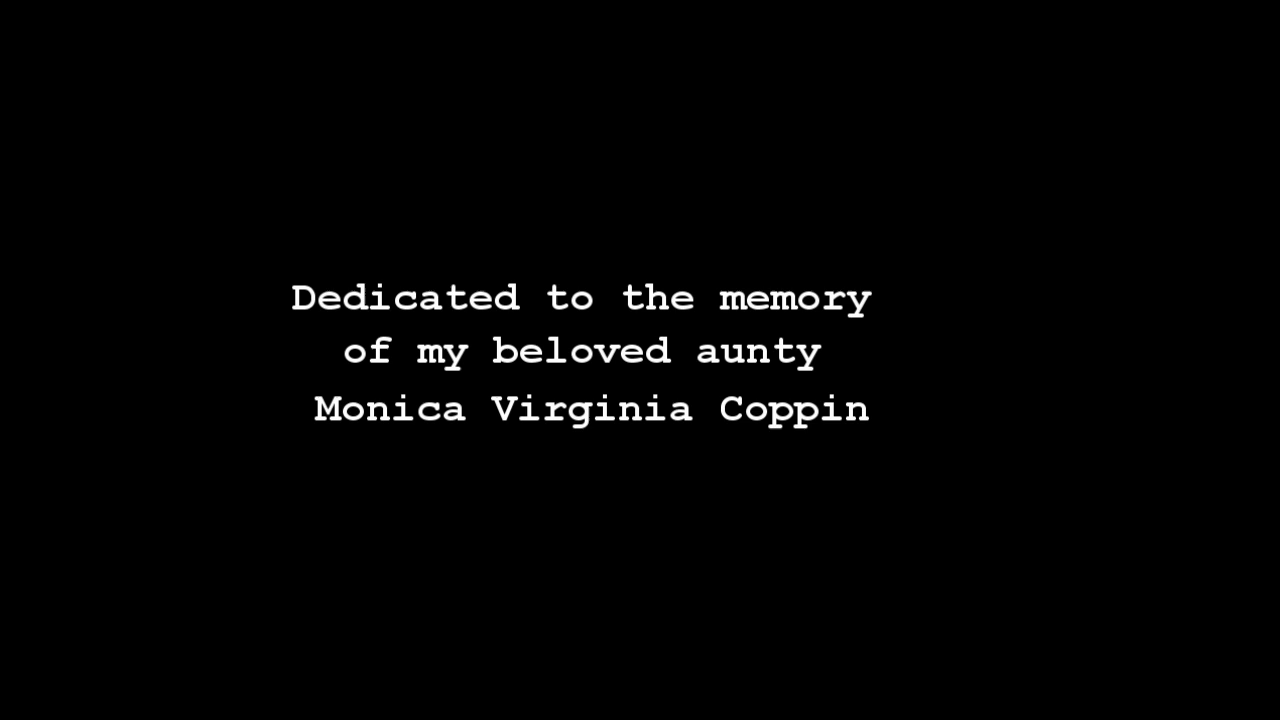 Dedicated to the memory
of my beloved aunty
Monica Virginia Coppin